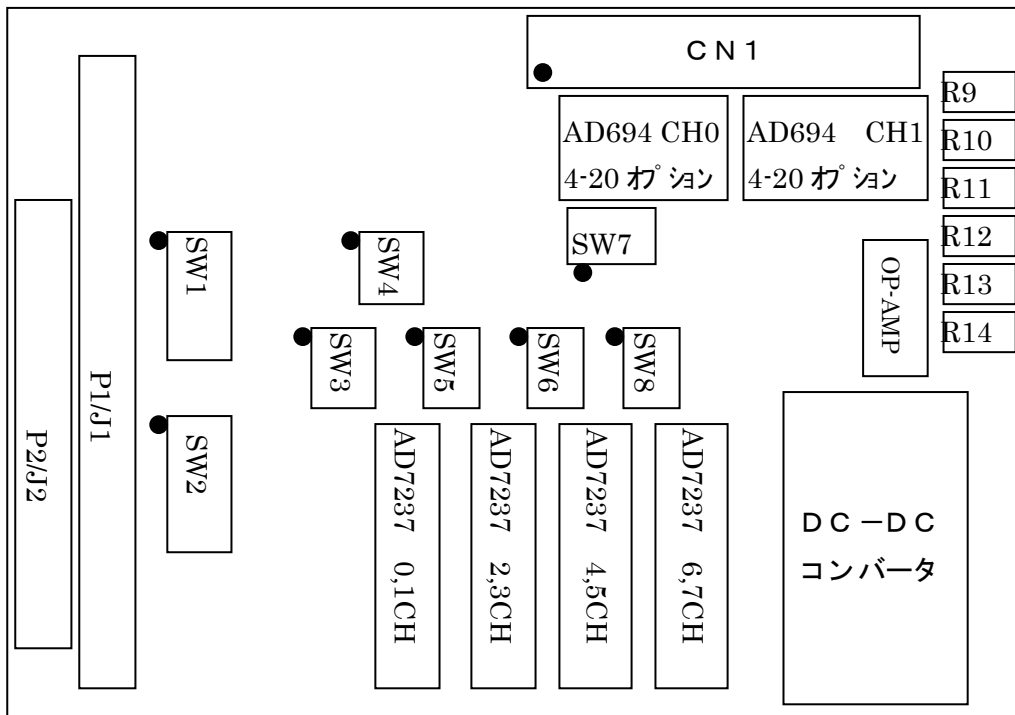 CN1
AD694 CH0
4-20 ｵﾌﾟｼｮﾝ
AD694 CH1
4-20 ｵﾌﾟｼｮﾝ
R9
R10
R11
R12
R13
R14
SW7
SW1
SW4
OP-AMP
SW3
SW5
SW6
SW8
P1/J1
P2/J2
SW2
AD7237 0,1CH
AD7237 2,3CH
AD7237 4,5CH
AD7237 6,7CH
ＤＣ－ＤＣ
コンバータ